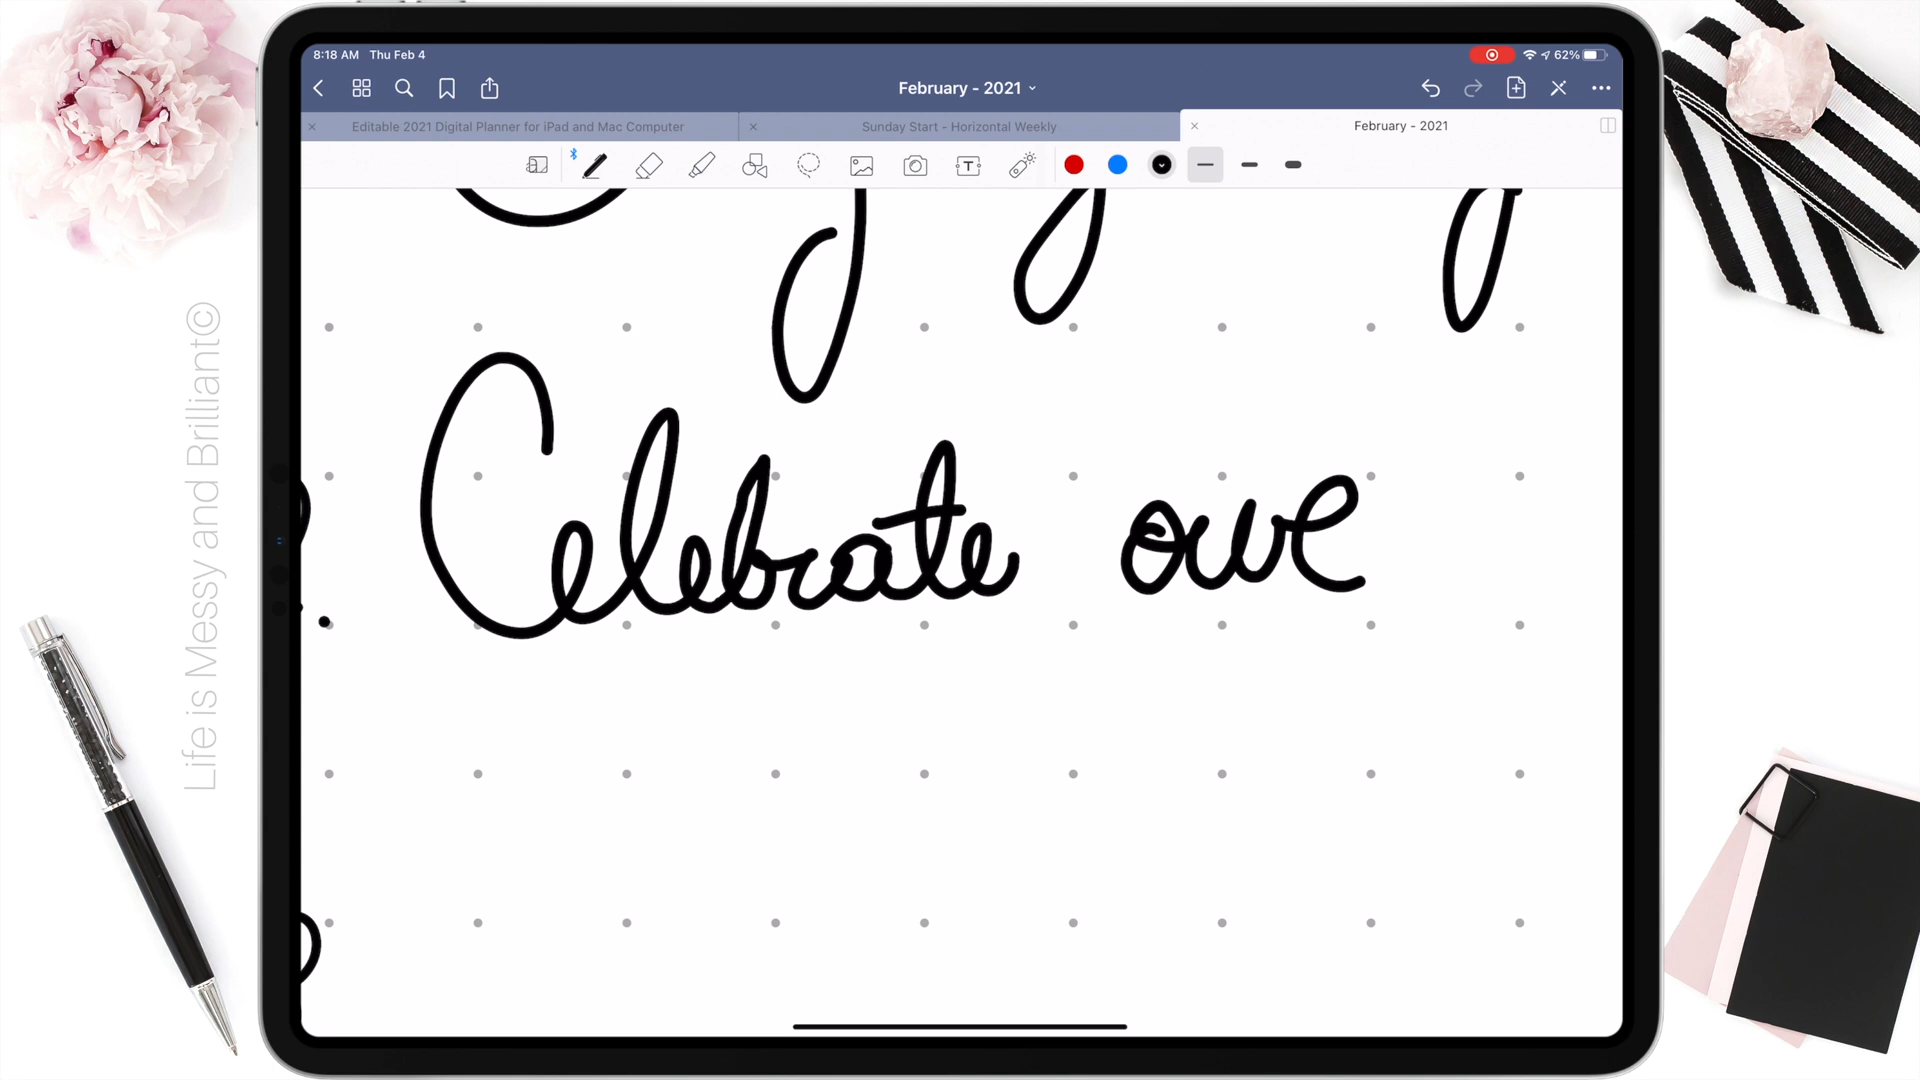 8:18 AM Thu Feb 4
62%
February - 2021
Editable 2021 Digital Planner for iPad and Mac Computer
Sunday Start - Horizontal Weekly
February - 2021
Celebrate
Life is Messy and Brilliant©